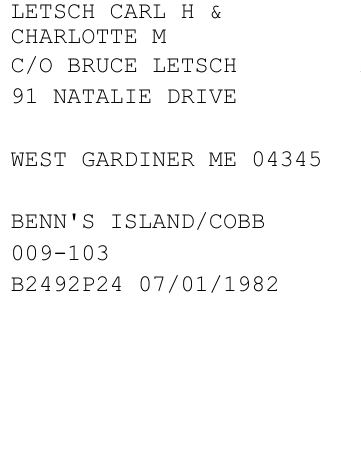 LETSCH CARL H &
CHARLOTTE M
C/O BRUCE LETSCH
91 NATALIE DRIVE
WEST GARDINER ME 04345
BENN'S ISLAND/COBB
009-103
B2492P24 07/01/1982